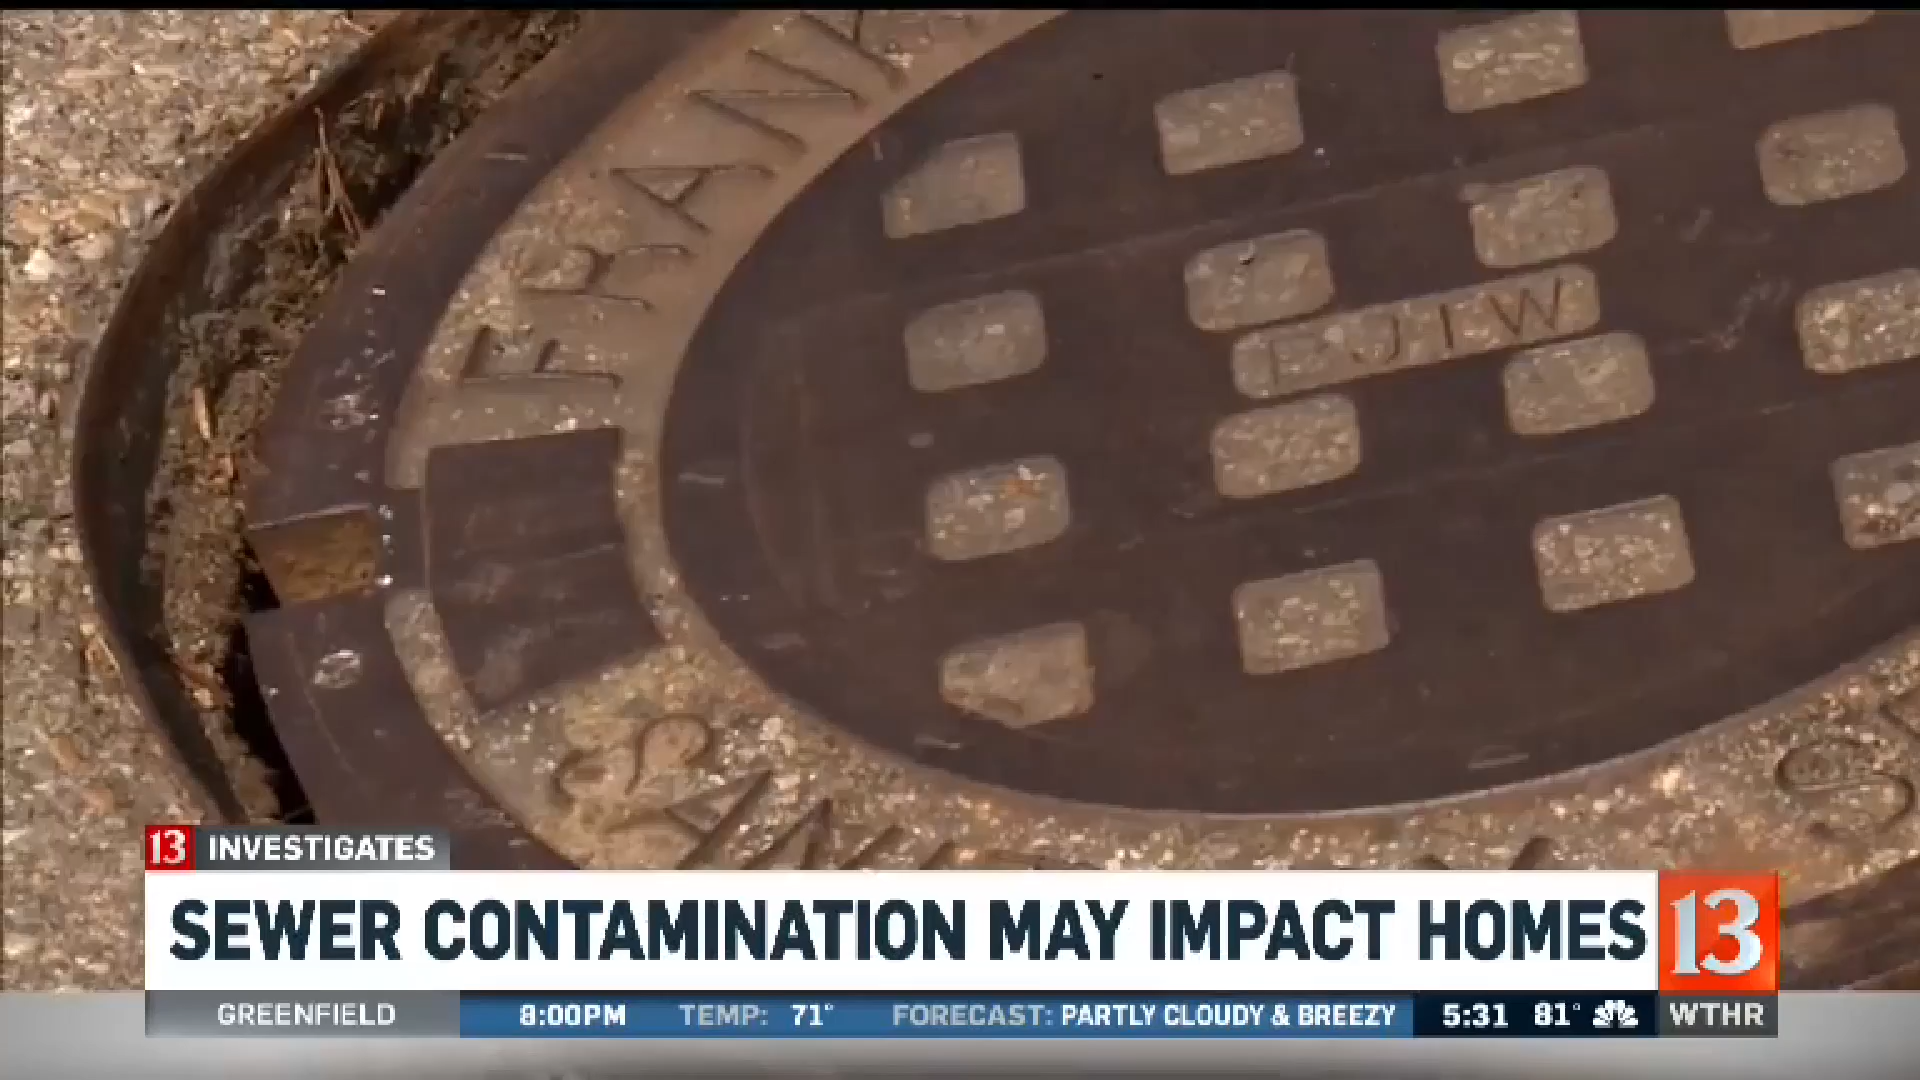 FRANK
EJIW
13 INVESTIGATES
SEWER CONTAMINATION MAY IMPACT HOMES
13
GREENFIELD 8:00PM TEMP: 71° FORECAST: PARTLY CLOUDY & BREEZY 5:31 81° WTHR